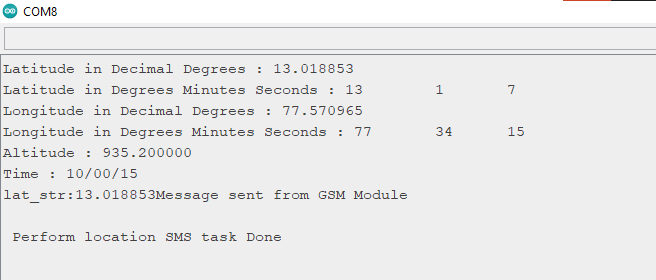 COM8
Latitude in Decimal Degrees : 13.018853
Latitude in Degrees Minutes Seconds : 13 1 7
Longitude in Decimal Degrees : 77.570965
Longitude in Degrees Minutes Seconds : 77 34 15
Altitude : 935.200000
Time : 10/00/15
lat_str:13.018853Message sent from GSM Module
Perform location SMS task Done